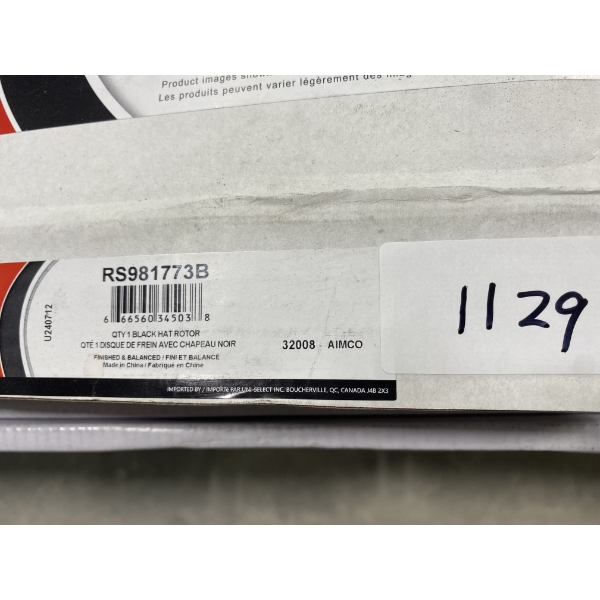 Product images show
Les produits peuvent varier légèrement des imag
RS981773B
U240712
6 66560 34503 8
QTY 1 BLACK HAT ROTOR
QTÉ 1 DISQUE DE FREIN AVEC CHAPEAU NOIR
FINISHED & BALANCED / FINI ET BALANCÉ
Made in China / Fabriqué en Chine
32008 - AIMCO
IMPORTED BY / IMPORTÉ PAR UNI-SELECT INC. BOUCHERVILLE, QC, CANADA J4B 2X3
1129